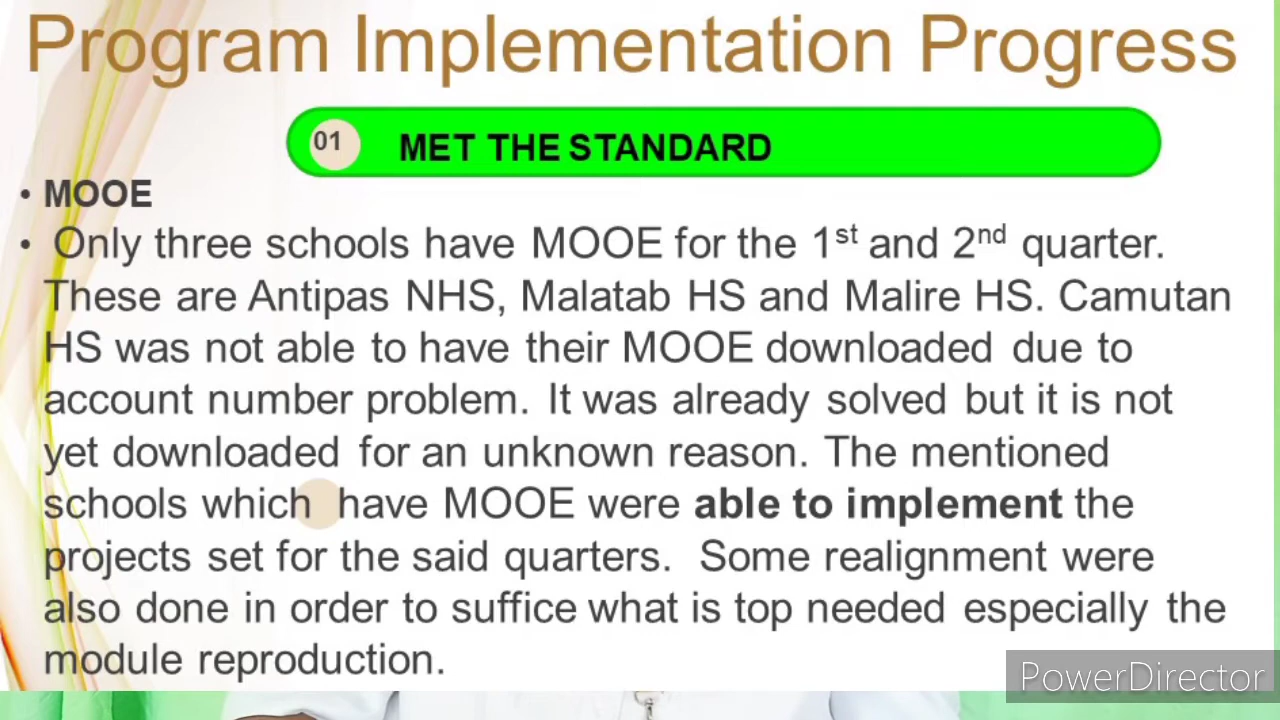 Program Implementation Progress
01 MET THE STANDARD
• MOOE
• Only three schools have MOOE for the 1st and 2nd quarter.
These are Antipas NHS, Malatab HS and Malire HS. Camutan
HS was not able to have their MOOE downloaded due to
account number problem. It was already solved but it is not
yet downloaded for an unknown reason. The mentioned
schools which have MOOE were able to implement the
projects set for the said quarters. Some realignment were
also done in order to suffice what is top needed especially the
module reproduction.
PowerDirector